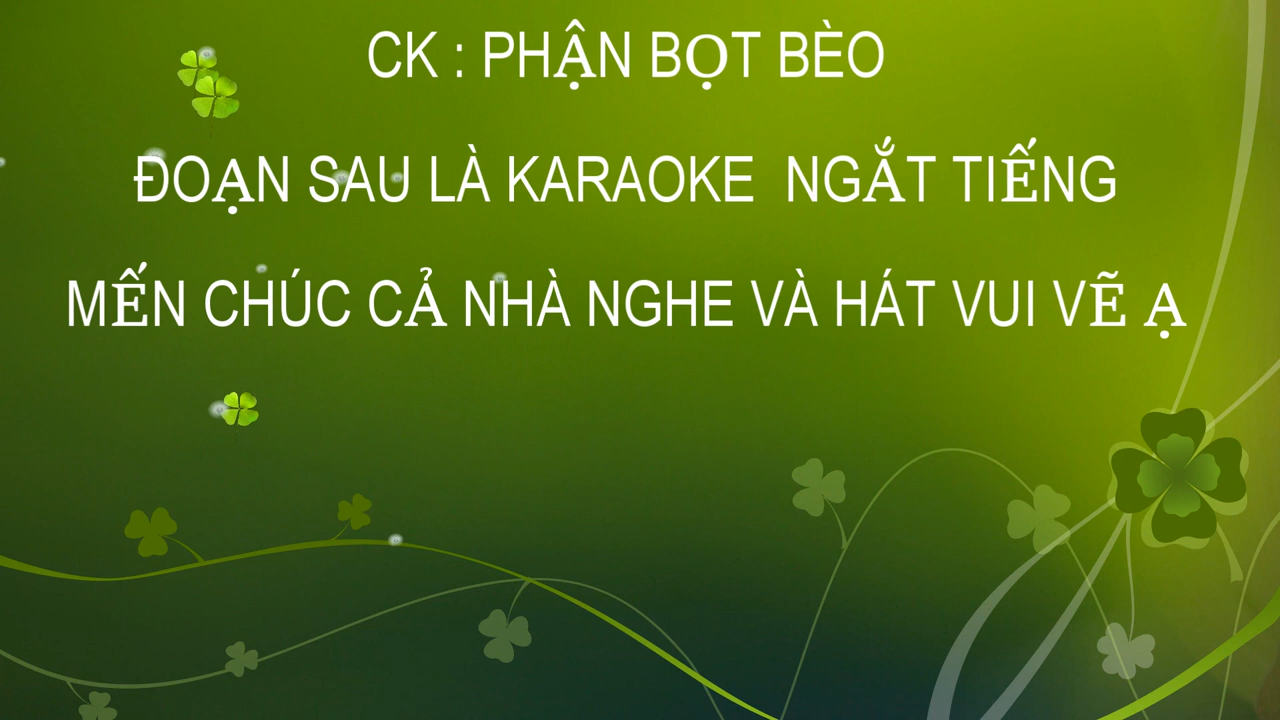 CK : PHẬN BỌT BÈO
ĐOẠN SAU LÀ KARAOKE NGẮT TIẾNG
MẾN CHÚC CẢ NHÀ NGHE VÀ HÁT VUI VẼ Ạ